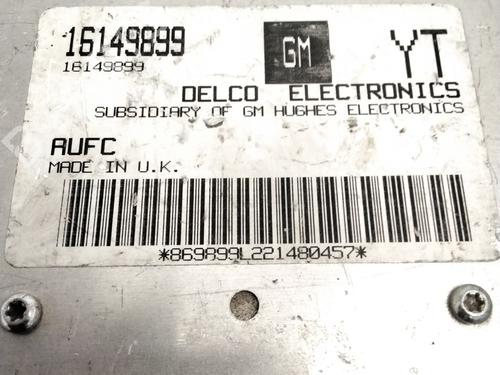 16149899
16149899
GM
YT
DELCO ELECTRONICS
SUBSIDIARY OF GM HUGHES ELECTRONICS
AUFC
MADE IN U.K.
*869899L221480457*